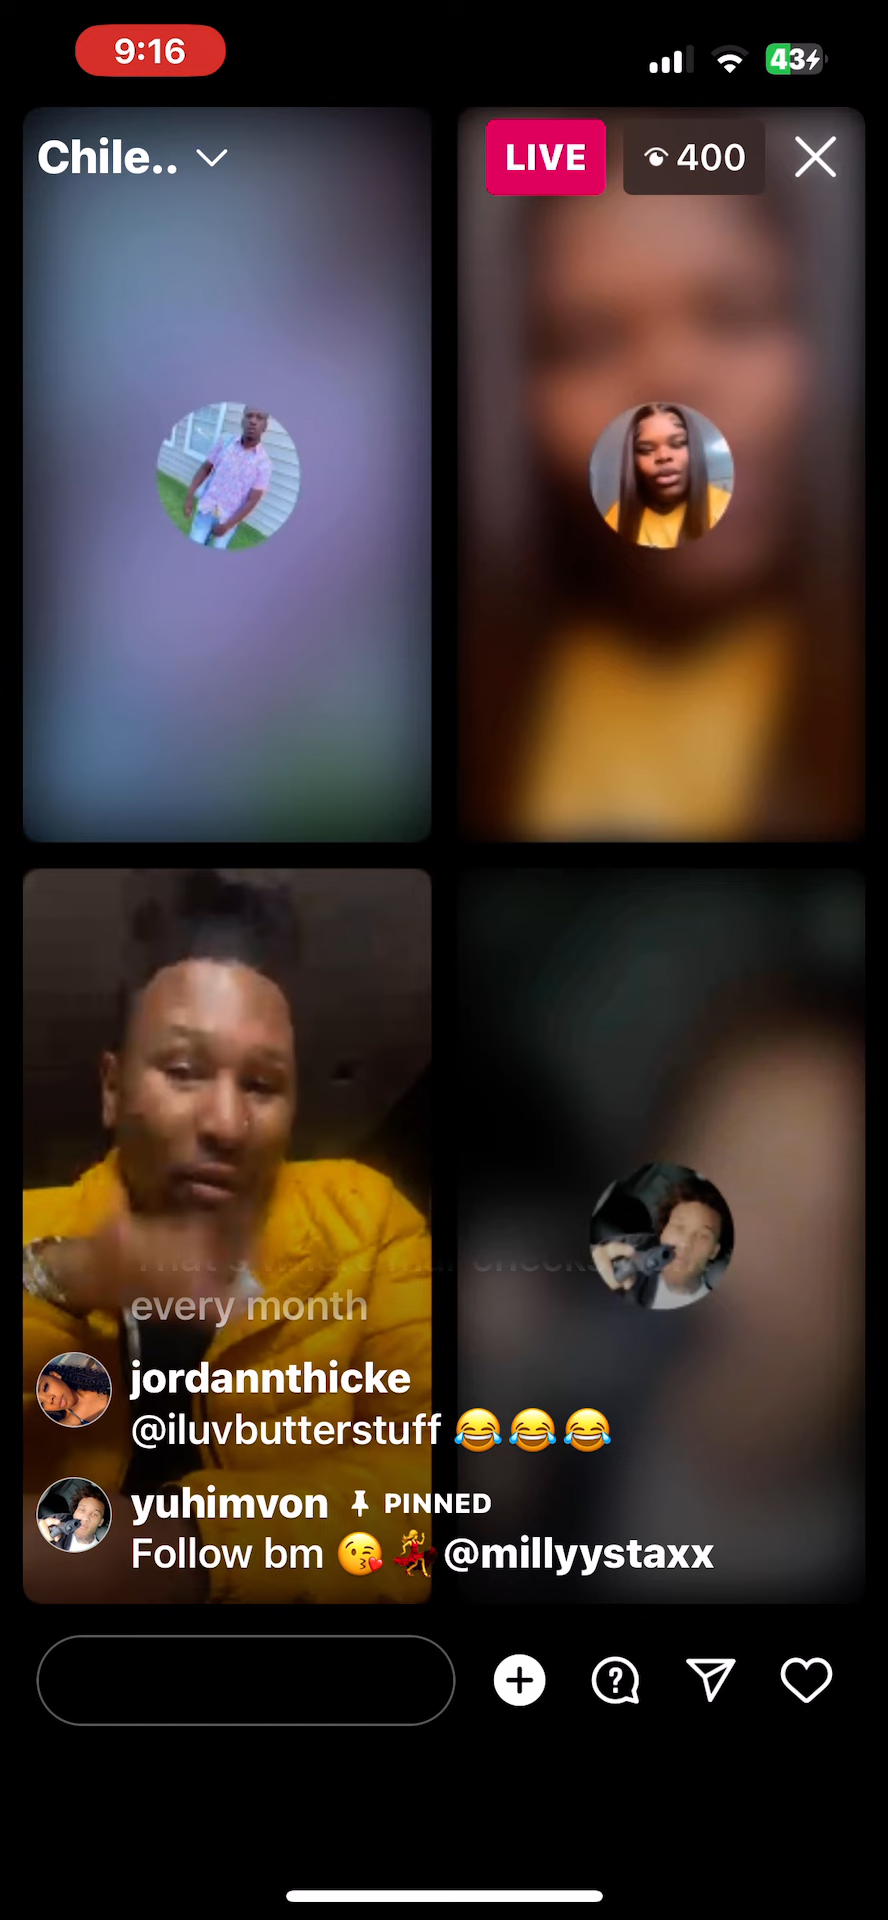 9:16
43
Chile..
LIVE
400
every month
jordannthicke
@iluvbutterstuff 😂😂😂
yuhimvon PINNED
Follow bm 😘💃@millyystaxx